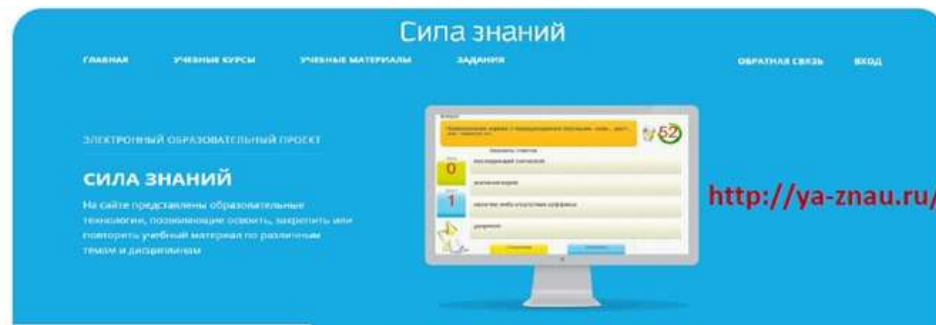 Сила знаний
ГЛАВНАЯ УЧЕБНЫЕ КУРСЫ УЧЕБНЫЕ МАТЕРИАЛЫ ЗАДАНИЯ ОБРАТНАЯ СВЯЗЬ ВХОД
ЭЛЕКТРОННЫЙ ОБРАЗОВАТЕЛЬНЫЙ ПРОЕКТ
СИЛА ЗНАНИЙ
На сайте представлены образовательные
технологии, позволяющие освоить, закрепить или
повторить учебный материал по различным
темам и дисциплинам
52
0
1
http://ya-znau.ru/